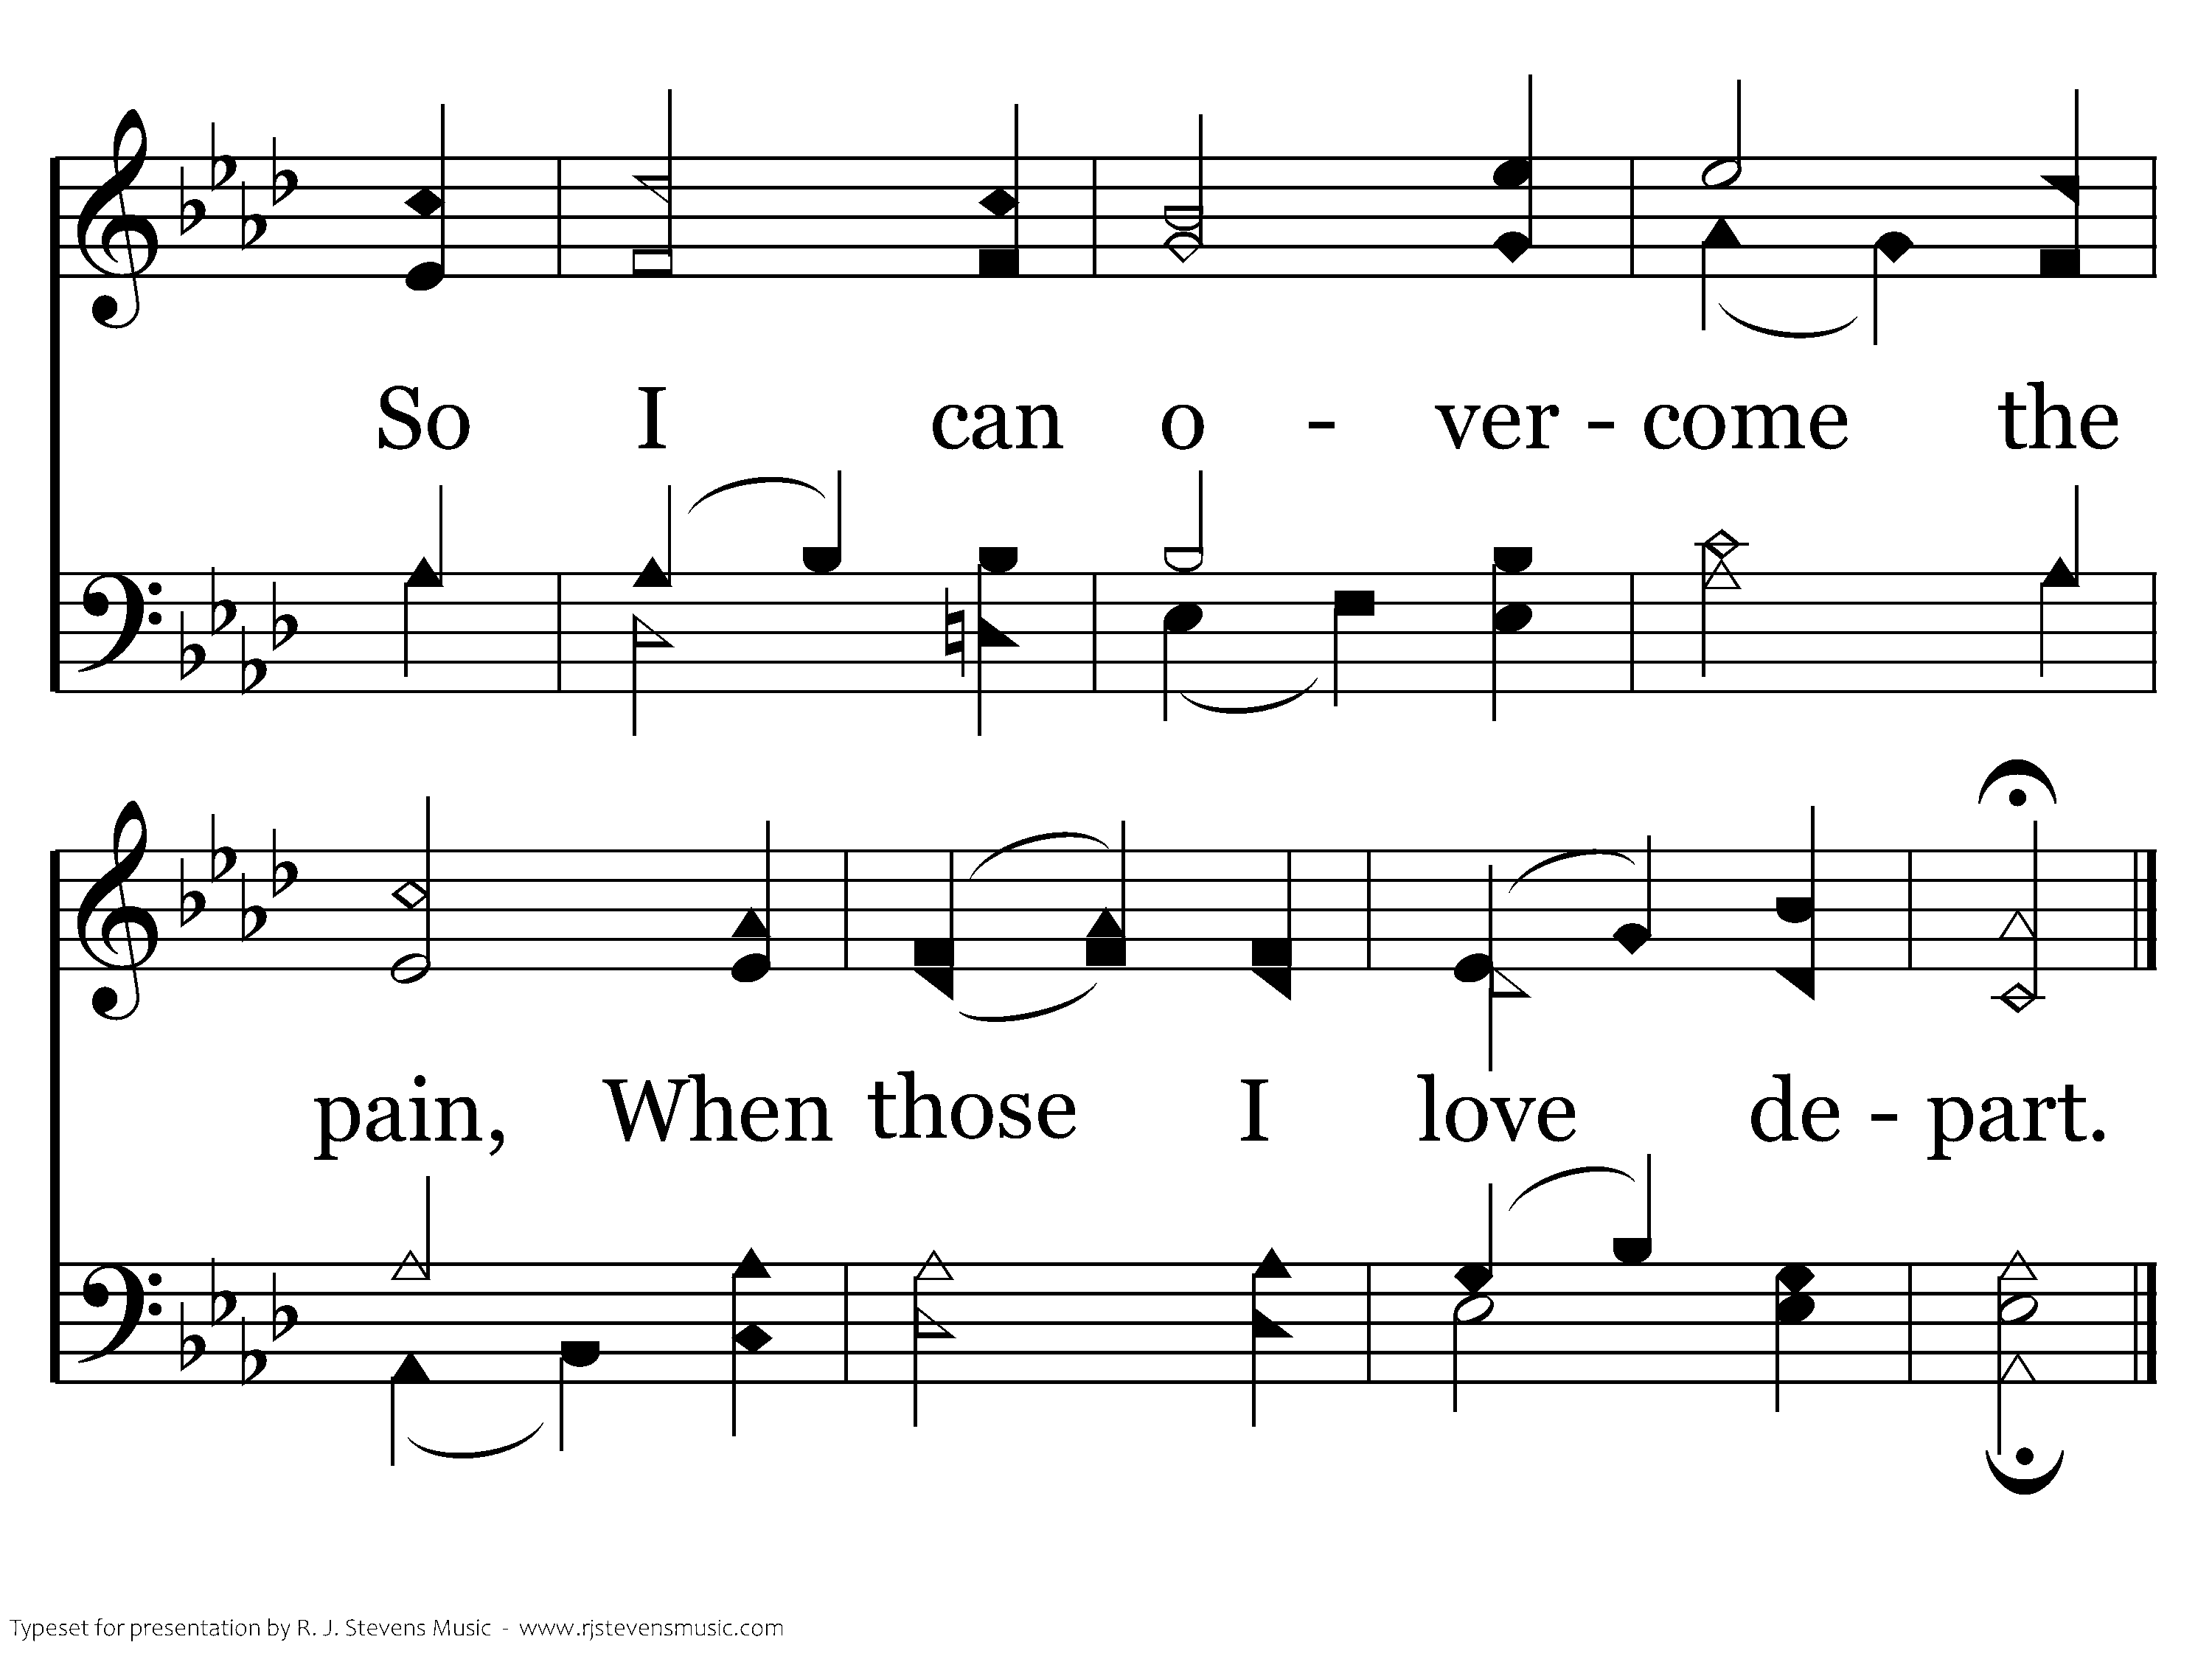 So I can o - ver - come the
pain, When those I love de - part.
Typeset for presentation by R. J. Stevens Music - www.rjstevensmusic.com